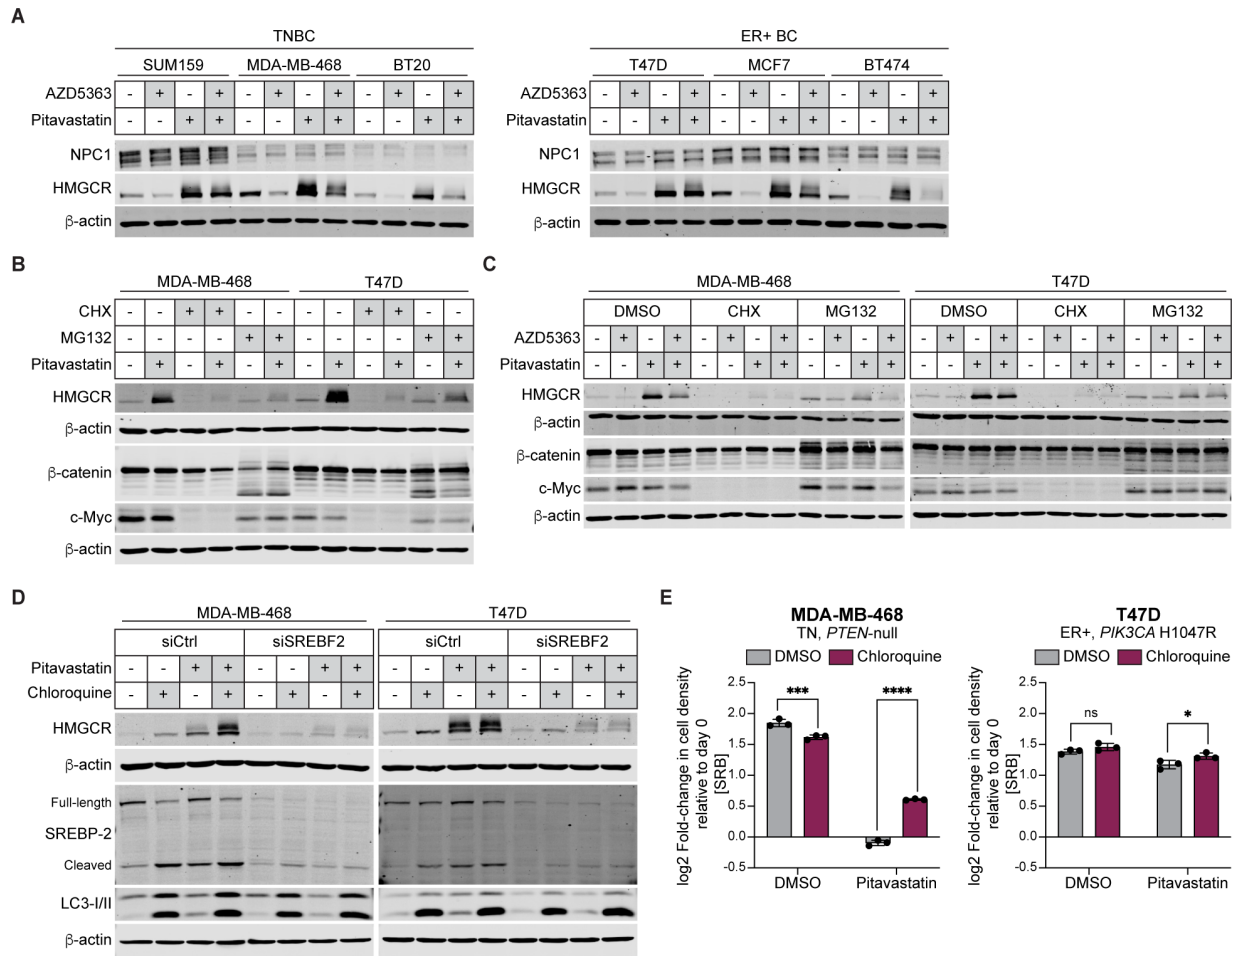 A
TNBC
SUM159 MDA-MB-468 BT20
AZD5363 - + - + - + - + - + - +
Pitavastatin - - + + - - + + - - + +
NPC1
HMGCR
β-actin
ER+ BC
T47D MCF7 BT474
AZD5363 - + - + - + - + - + - +
Pitavastatin - - + + - - + + - - + +
NPC1
HMGCR
β-actin
B
MDA-MB-468 T47D
CHX - - + + - - - - + + - -
MG132 - - - - + + - - - - + +
Pitavastatin - + - + - + - + - + - +
HMGCR
β-actin
β-catenin
c-Myc
β-actin
C
MDA-MB-468 T47D
DMSO CHX MG132 DMSO CHX MG132
AZD5363 - + - + - + - + - + - + - + - + - + - + - + - +
Pitavastatin - - + + - - + + - - + + - - + + - - + + - - + +
HMGCR
β-actin
β-catenin
c-Myc
β-actin
D
MDA-MB-468 T47D
siCtrl siSREBF2 siCtrl siSREBF2
Pitavastatin - - + + - - + + - - + + - - + +
Chloroquine - + - + - + - + - + - + - + - +
HMGCR
β-actin
Full-length
SREBP-2
Cleaved
LC3-I/II
β-actin
E
MDA-MB-468
TN, PTEN-null
DMSO Chloroquine
log2 Fold-change in cell density
relative to day 0
[SRB]
2.5
2.0
1.5
1.0
0.5
0.0
-0.5
***
****
DMSO Pitavastatin
T47D
ER+, PIK3CA H1047R
DMSO Chloroquine
log2 Fold-change in cell density
relative to day 0
[SRB]
2.5
2.0
1.5
1.0
0.5
0.0
-0.5
ns
*
DMSO Pitavastatin